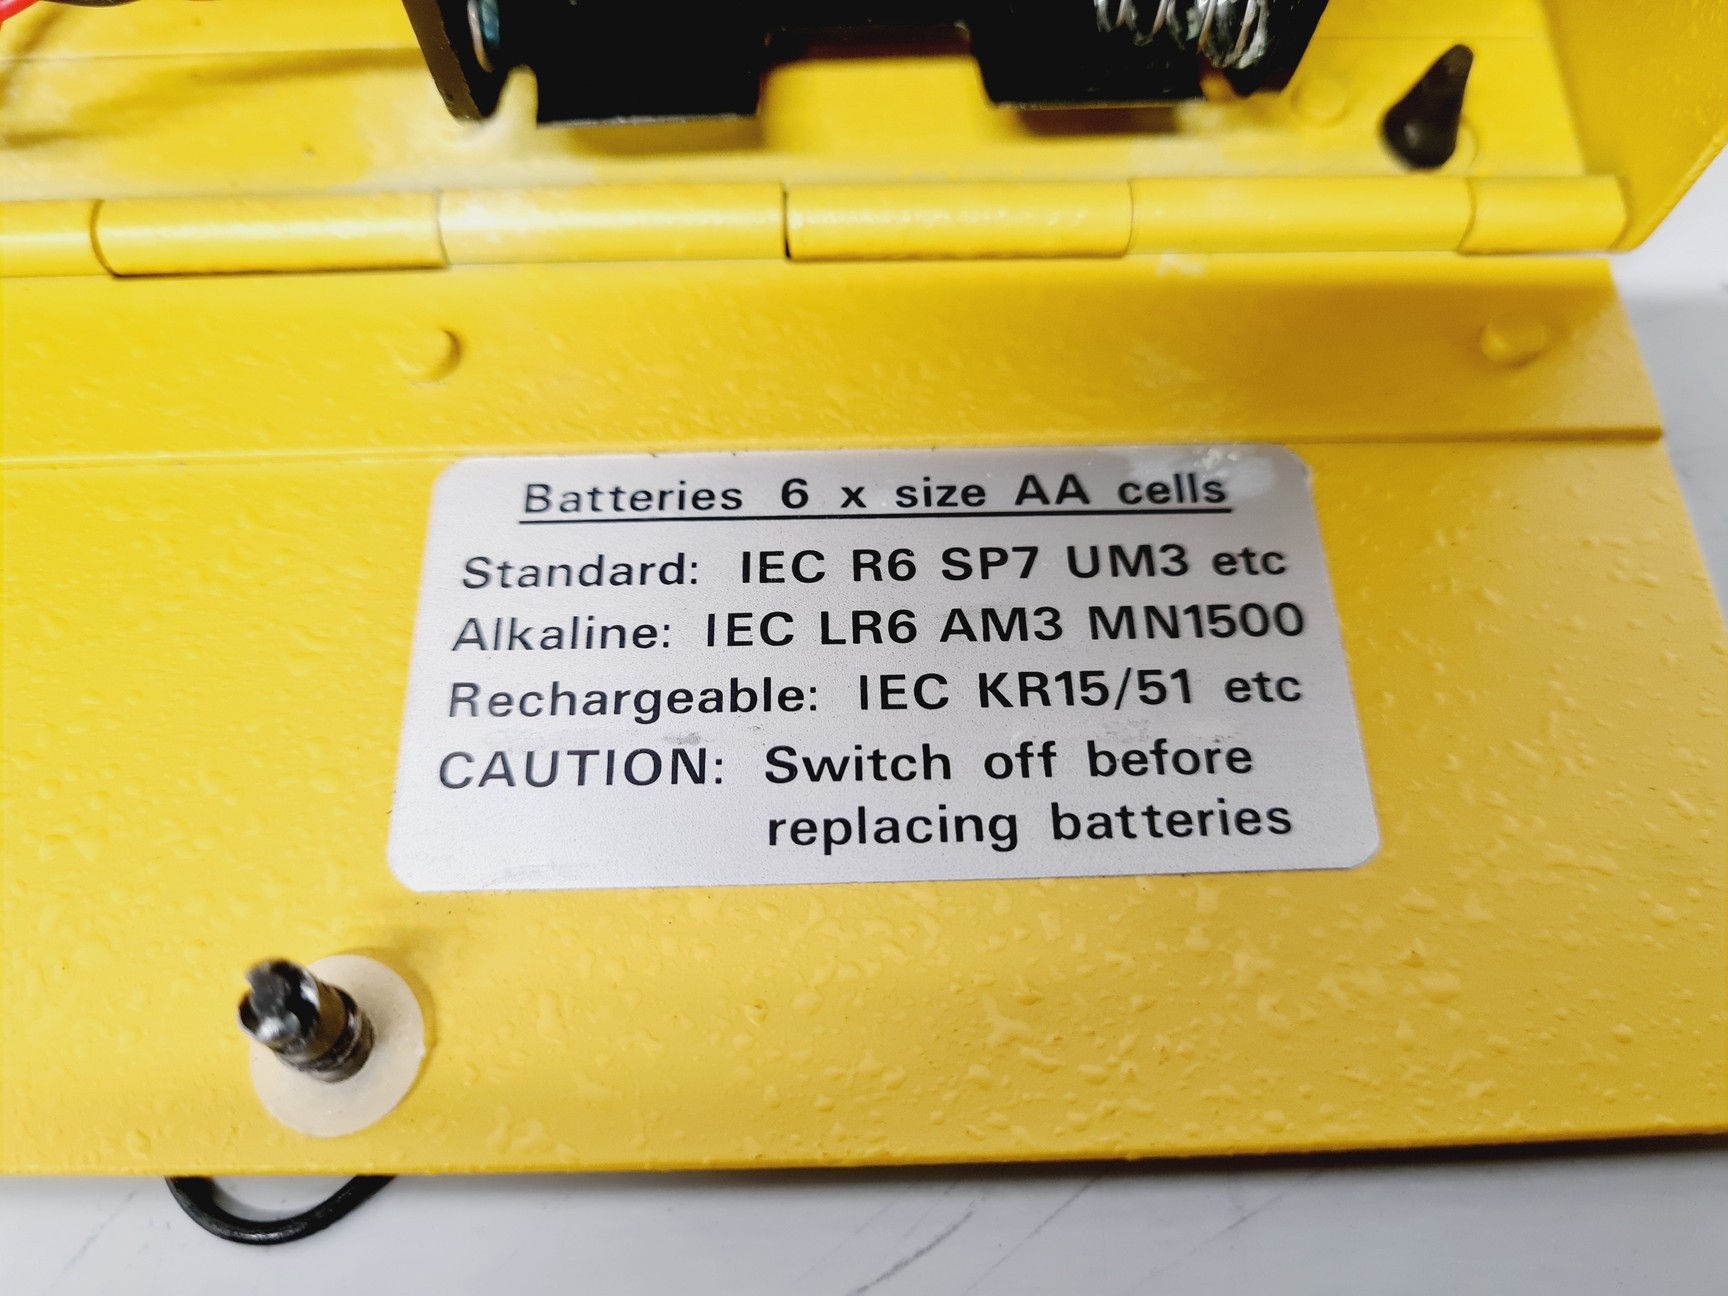 Batteries 6 x size AA cells
Standard: IEC R6 SP7 UM3 etc
Alkaline: IEC LR6 AM3 MN1500
Rechargeable: IEC KR15/51 etc
CAUTION: Switch off before
replacing batteries